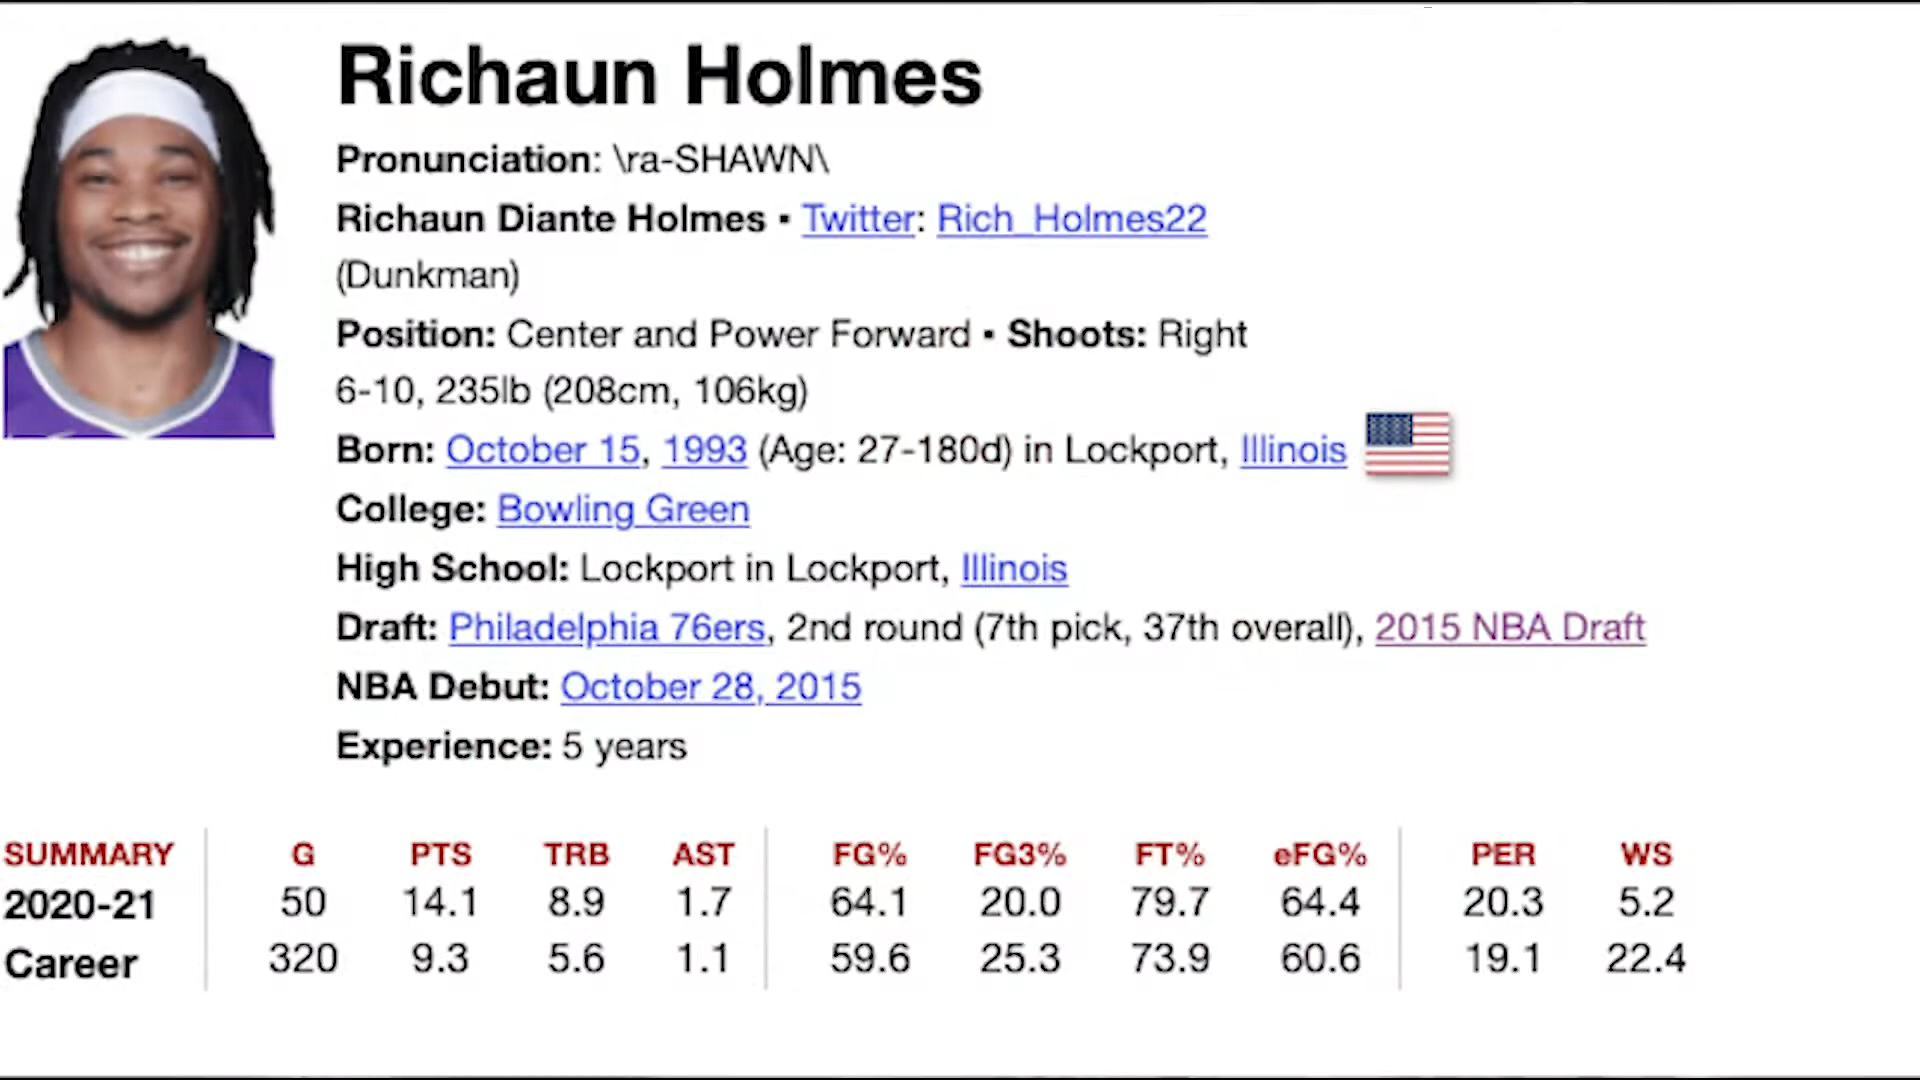 Richaun Holmes
Pronunciation: \ra-SHAWN\
Richaun Diante Holmes ▪ Twitter: Rich_Holmes22
(Dunkman)
Position: Center and Power Forward ▪ Shoots: Right
6-10, 235lb (208cm, 106kg)
Born: October 15, 1993 (Age: 27-180d) in Lockport, Illinois
College: Bowling Green
High School: Lockport in Lockport, Illinois
Draft: Philadelphia 76ers, 2nd round (7th pick, 37th overall), 2015 NBA Draft
NBA Debut: October 28, 2015
Experience: 5 years
SUMMARY G PTS TRB AST FG% FG3% FT% eFG% PER WS
2020-21 50 14.1 8.9 1.7 64.1 20.0 79.7 64.4 20.3 5.2
Career 320 9.3 5.6 1.1 59.6 25.3 73.9 60.6 19.1 22.4